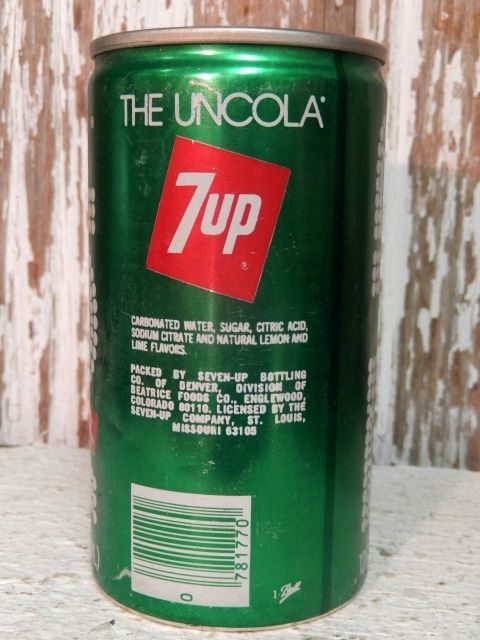 THE UNCOLA®
7up®
CARBONATED WATER, SUGAR, CITRIC ACID,
SODIUM CITRATE AND NATURAL LEMON AND
LIME FLAVORS.
PACKED BY SEVEN-UP BOTTLING
CO. OF DENVER, DIVISION OF
BEATRICE FOODS CO., ENGLEWOOD,
COLORADO 80110. LICENSED BY THE
SEVEN-UP COMPANY, ST. LOUIS,
MISSOURI 63105
0 781770
1-Ball